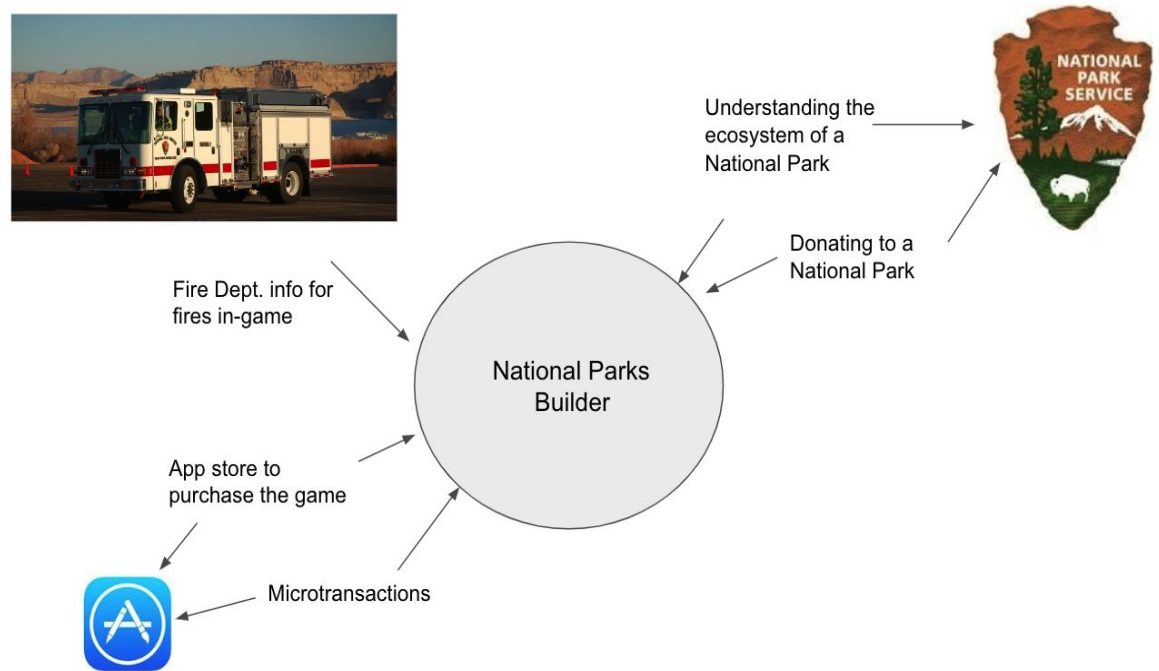 NATIONAL
PARK
SERVICE
Understanding the
ecosystem of a
National Park
Donating to a
National Park
Fire Dept. info for
fires in-game
National Parks
Builder
App store to
purchase the game
Microtransactions